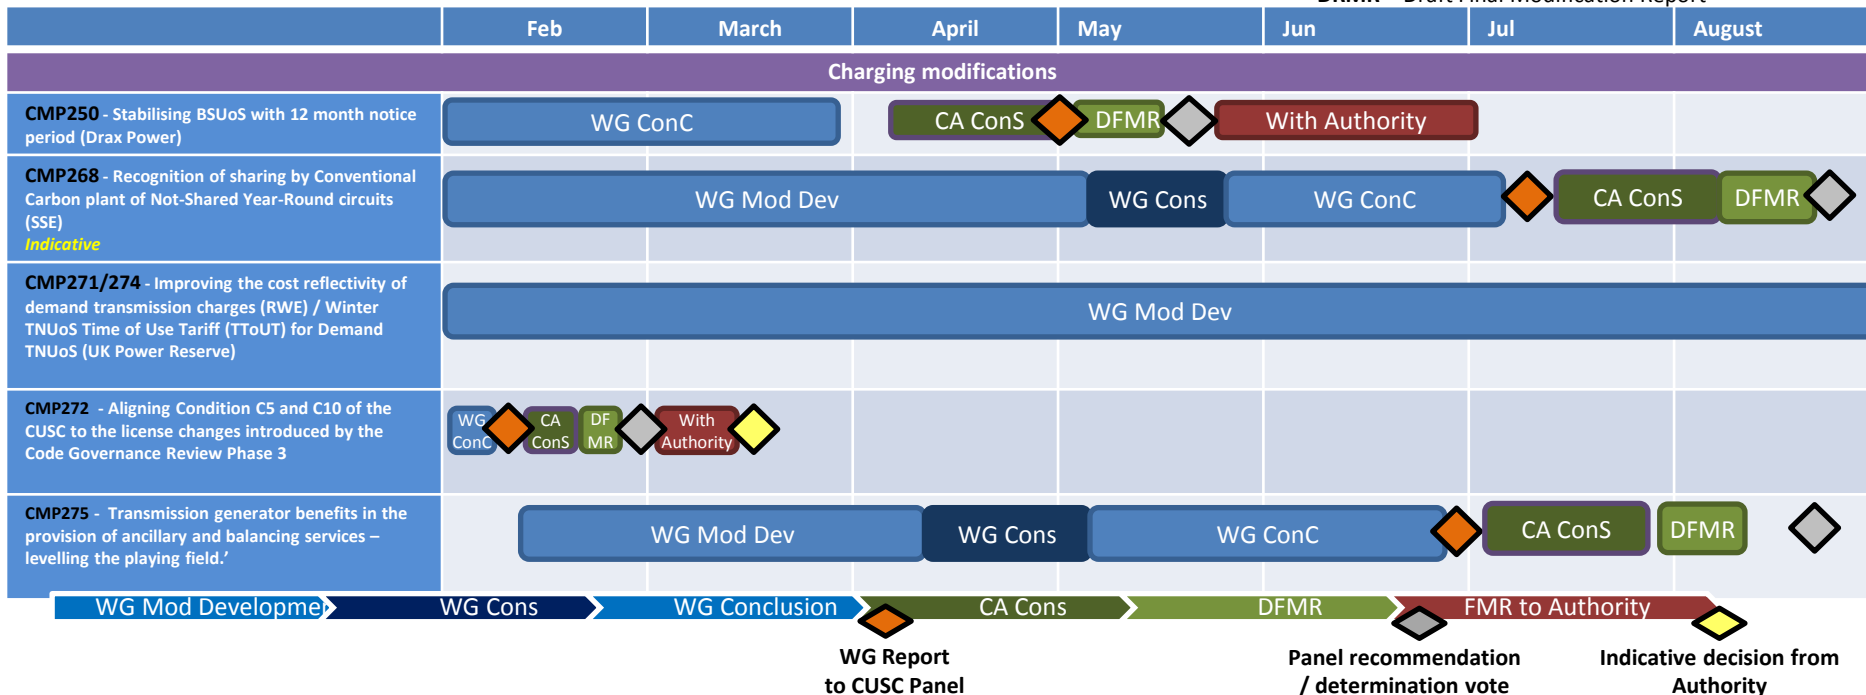 Draft Final Modification Report
Feb March April May Jun Jul August
Charging modifications
CMP250 - Stabilising BSUoS with 12 month notice
period (Drax Power)
WG ConC CA ConS DFMR With Authority
CMP268 - Recognition of sharing by Conventional
Carbon plant of Not-Shared Year-Round circuits
(SSE)
Indicative
WG Mod Dev WG Cons WG ConC CA ConS DFMR
CMP271/274 - Improving the cost reflectivity of
demand transmission charges (RWE) / Winter
TNUoS Time of Use Tariff (TToUT) for Demand
TNUoS (UK Power Reserve)
WG Mod Dev
CMP272 - Aligning Condition C5 and C10 of the
CUSC to the license changes introduced by the
Code Governance Review Phase 3
WG
ConC
CA
ConS
DF
MR
With
Authority
CMP275 - Transmission generator benefits in the
provision of ancillary and balancing services –
levelling the playing field.’
WG Mod Dev WG Cons WG ConC CA ConS DFMR
WG Mod Developmen WG Cons WG Conclusion CA Cons DFMR FMR to Authority
WG Report
to CUSC Panel
Panel recommendation
/ determination vote
Indicative decision from
Authority